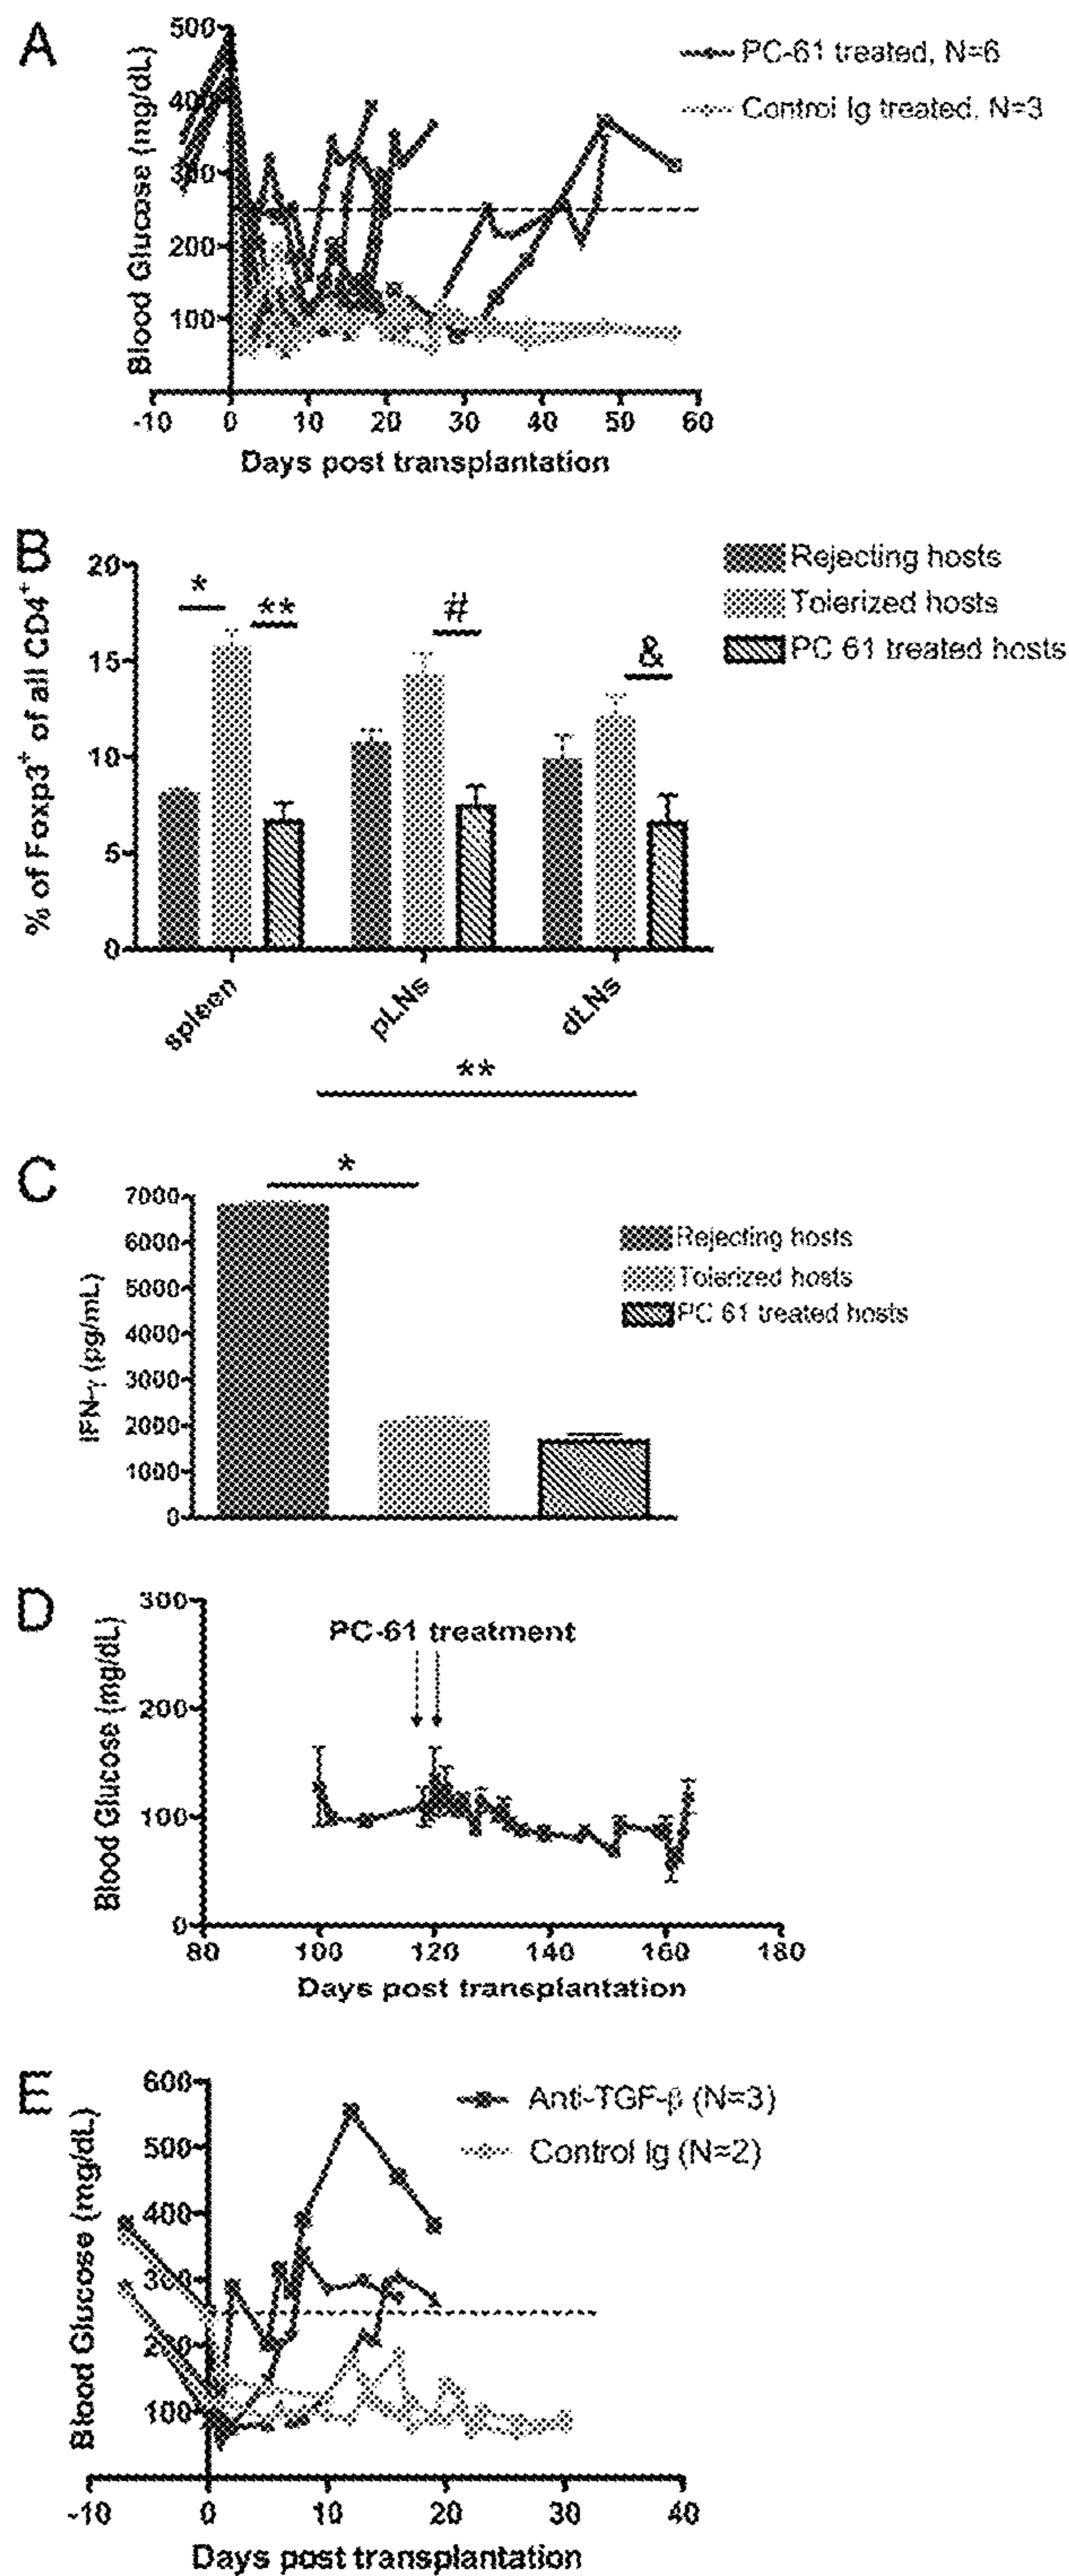 A
Blood Glucose (mg/dL)
500
400
300
200
100
-10 0 10 20 30 40 50 60
Days post transplantation
PC-61 treated, N=6
Control Ig treated, N=3
B
% of Foxp3+ of all CD4+
20
15
10
5
0
* ** # &
spleen pLNs dLNs
Rejecting hosts
Tolerized hosts
PC 61 treated hosts
**
C
*
IFN-γ (pg/mL)
7000
6000
5000
4000
3000
2000
1000
0
Rejecting hosts
Tolerized hosts
PC 61 treated hosts
D
Blood Glucose (mg/dL)
300
200
100
0
PC-61 treatment
80 100 120 140 160 180
Days post transplantation
E
Blood Glucose (mg/dL)
600
500
400
300
200
100
-10 0 10 20 30 40
Days post transplantation
Anti-TGF-β (N=3)
Control Ig (N=2)